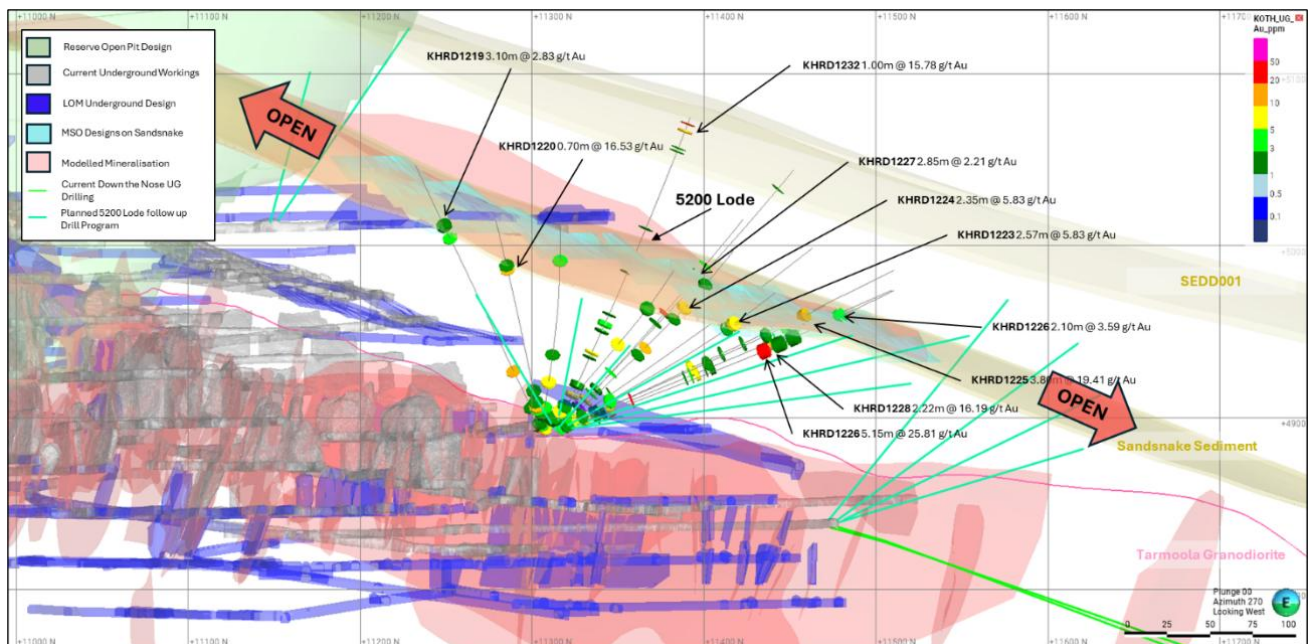 +11000 N
+11100 N
+11200 N
+11300 N
+11400 N
+11500 N
+11600 N
KOTH_UG_
Au_ppm
50
20
10
5
3
1
0.5
0.1
Reserve Open Pit Design
Current Underground Workings
LOM Underground Design
MSO Designs on Sandsnake
Modelled Mineralisation
Current Down the Nose UG
Drilling
Planned 5200 Lode follow up
Drill Program
OPEN
KHRD1219 3.10m @ 2.83 g/t Au
KHRD1232 1.00m @ 15.78 g/t Au
KHRD1220 0.70m @ 16.53 g/t Au
KHRD1227 2.85m @ 2.21 g/t Au
5200 Lode
KHRD1224 2.35m @ 5.83 g/t Au
KHRD1223 2.57m @ 5.83 g/t Au
SEDD001
KHRD1226 2.10m @ 3.59 g/t Au
KHRD1225 @ 19.41 g/t Au
OPEN
KHRD1228 2.22m @ 16.19 g/t Au
KHRD1226 5.15m @ 25.81 g/t Au
+4900
Sandsnake Sediment
Tarmoola Granodiorite
Plunge 00
Azimuth 270
Looking West
E
0 25 50 75 100
+11000 N
+11100 N
+11200 N
+11300 N
+11400 N
+11500 N
+11600 N